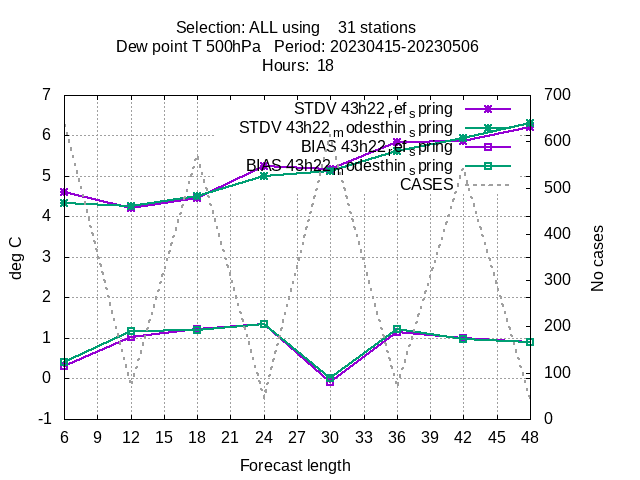 Selection: ALL using    31 stations
Dew point T 500hPa   Period: 20230415-20230506
Hours: 18
STDV 43h22_ref_spring
STDV 43h22_modesthin_spring
BIAS 43h22_ref_spring
BIAS 43h22_modesthin_spring
CASES
7
6
5
4
3
2
1
0
-1
deg C
700
600
500
400
300
200
100
0
No cases
6 9 12 15 18 21 24 27 30 33 36 39 42 45 48
Forecast length